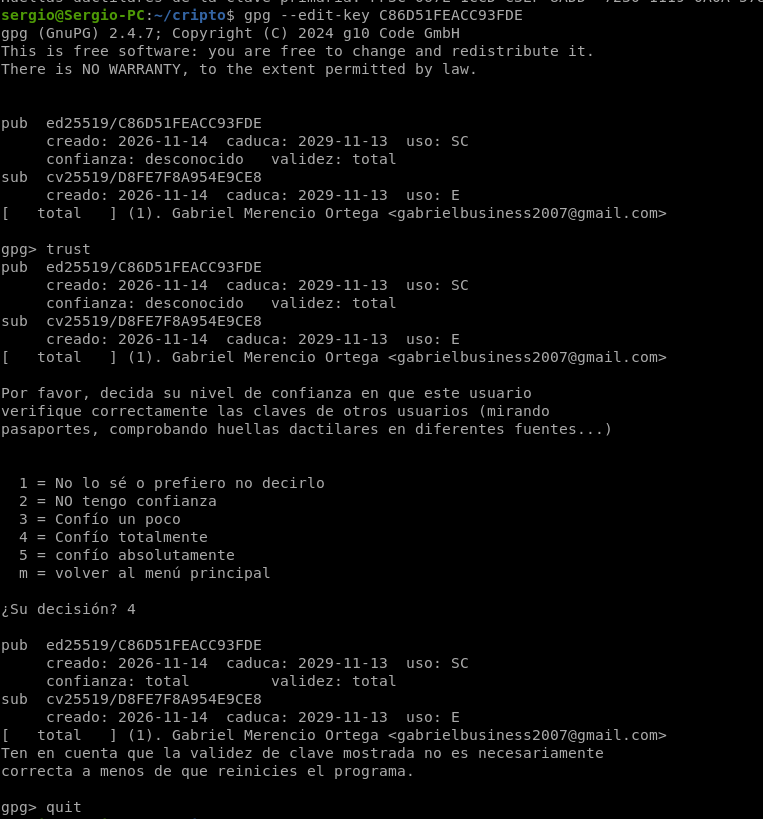 sergio@Sergio-PC:~/cripto$ gpg --edit-key C86D51FEACC93FDE
gpg (GnuPG) 2.4.7; Copyright (C) 2024 g10 Code GmbH
This is free software: you are free to change and redistribute it.
There is NO WARRANTY, to the extent permitted by law.
pub  ed25519/C86D51FEACC93FDE
     creado: 2026-11-14  caduca: 2029-11-13  uso: SC
     confianza: desconocido   validez: total
sub  cv25519/D8FE7F8A954E9CE8
     creado: 2026-11-14  caduca: 2029-11-13  uso: E
[   total   ] (1). Gabriel Merencio Ortega <gabrielbusiness2007@gmail.com>
gpg> trust
pub  ed25519/C86D51FEACC93FDE
     creado: 2026-11-14  caduca: 2029-11-13  uso: SC
     confianza: desconocido   validez: total
sub  cv25519/D8FE7F8A954E9CE8
     creado: 2026-11-14  caduca: 2029-11-13  uso: E
[   total   ] (1). Gabriel Merencio Ortega <gabrielbusiness2007@gmail.com>
Por favor, decida su nivel de confianza en que este usuario
verifique correctamente las claves de otros usuarios (mirando
pasaportes, comprobando huellas dactilares en diferentes fuentes...)
  1 = No lo sé o prefiero no decirlo
  2 = NO tengo confianza
  3 = Confío un poco
  4 = Confío totalmente
  5 = confío absolutamente
  m = volver al menú principal
¿Su decisión? 4
pub  ed25519/C86D51FEACC93FDE
     creado: 2026-11-14  caduca: 2029-11-13  uso: SC
     confianza: total         validez: total
sub  cv25519/D8FE7F8A954E9CE8
     creado: 2026-11-14  caduca: 2029-11-13  uso: E
[   total   ] (1). Gabriel Merencio Ortega <gabrielbusiness2007@gmail.com>
Ten en cuenta que la validez de clave mostrada no es necesariamente
correcta a menos de que reinicies el programa.
gpg> quit